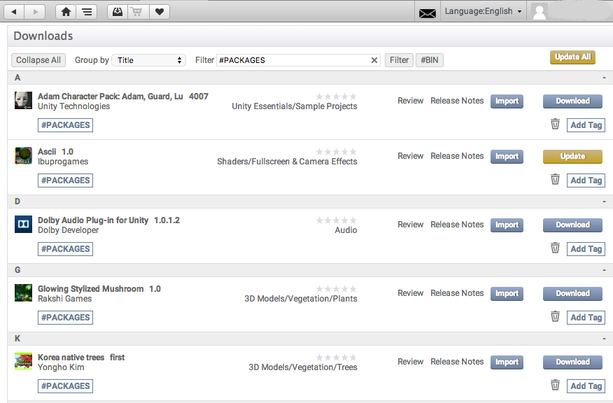 Language:English
Downloads
Collapse All Group by Title Filter #PACKAGES Filter #BIN Update All
A -
Adam Character Pack: Adam, Guard, Lu 4007 Review Release Notes Import Download
Unity Technologies Unity Essentials/Sample Projects
#PACKAGES Add Tag
Ascii 1.0 Review Release Notes Import Update
Ibuprogames Shaders/Fullscreen & Camera Effects
#PACKAGES Add Tag
D -
Dolby Audio Plug-in for Unity 1.0.1.2 Review Release Notes Import Download
Dolby Developer Audio
#PACKAGES Add Tag
G -
Glowing Stylized Mushroom 1.0 Review Release Notes Import Download
Rakshi Games 3D Models/Vegetation/Plants
#PACKAGES Add Tag
K -
Korea native trees first Review Release Notes Import Download
Yongho Kim 3D Models/Vegetation/Trees
#PACKAGES Add Tag